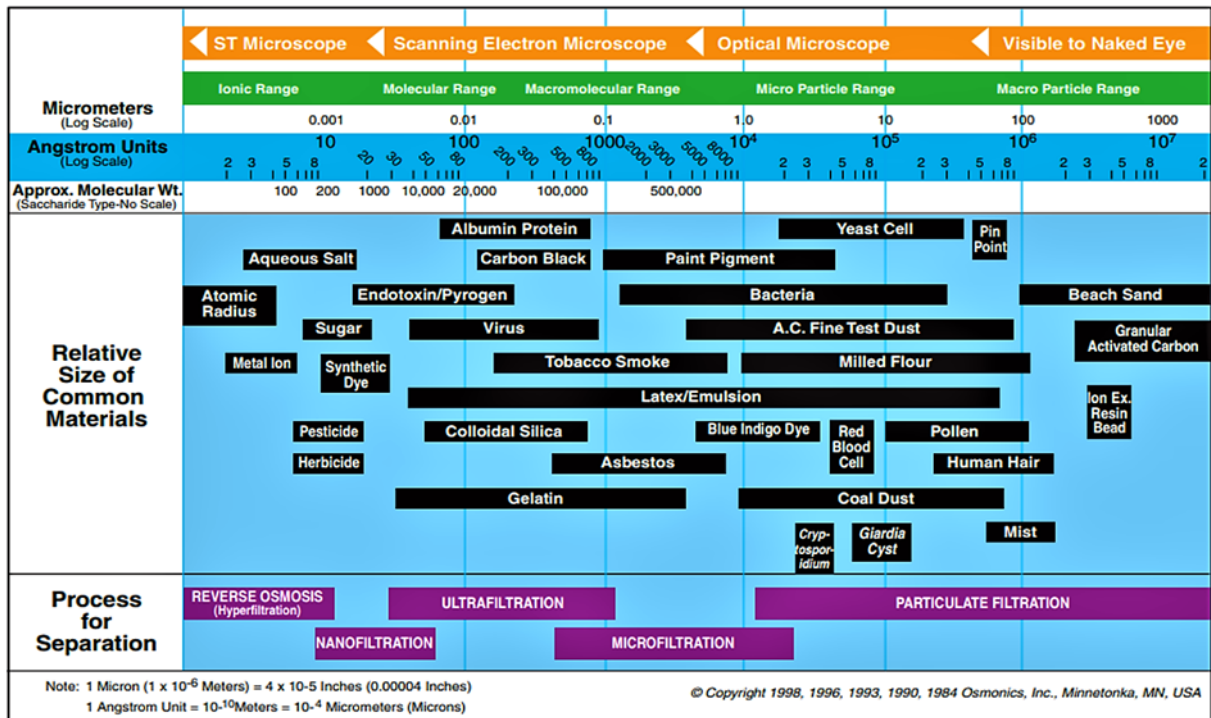 ST Microscope Scanning Electron Microscope Optical Microscope Visible to Naked Eye
Ionic Range Molecular Range Macromolecular Range Micro Particle Range Macro Particle Range
Micrometers
(Log Scale)
0.001 0.01 0.1 1.0 10 100 1000
Angstrom Units
(Log Scale)
10 100 1000 10⁴ 10⁵ 10⁶ 10⁷
2 3 5 8 20 30 50 80 200 300 500 800 2000 3000 5000 8000 2 3 5 8 2 3 5 8 2 3 5 8 2
Approx. Molecular Wt.
(Saccharide Type-No Scale)
100 200 1000 10,000 20,000 100,000 500,000
Relative
Size of
Common
Materials
Albumin Protein Yeast Cell Pin
Point
Aqueous Salt Carbon Black Paint Pigment
Atomic
Radius
Endotoxin/Pyrogen Bacteria Beach Sand
Sugar Virus A.C. Fine Test Dust Granular
Activated Carbon
Metal Ion Synthetic
Dye
Tobacco Smoke Milled Flour
Latex/Emulsion Ion Ex.
Resin
Bead
Pesticide Colloidal Silica Blue Indigo Dye Red
Blood
Cell
Pollen
Herbicide Asbestos Human Hair
Gelatin Coal Dust
Cryp-
tospor-
idium
Giardia
Cyst
Mist
Process
for
Separation
REVERSE OSMOSIS
(Hyperfiltration)
ULTRAFILTRATION PARTICULATE FILTRATION
NANOFILTRATION MICROFILTRATION
Note: 1 Micron (1 x 10⁻⁶ Meters) = 4 x 10-5 Inches (0.00004 Inches)
1 Angstrom Unit = 10⁻¹⁰Meters = 10-⁴ Micrometers (Microns)
© Copyright 1998, 1996, 1993, 1990, 1984 Osmonics, Inc., Minnetonka, MN, USA